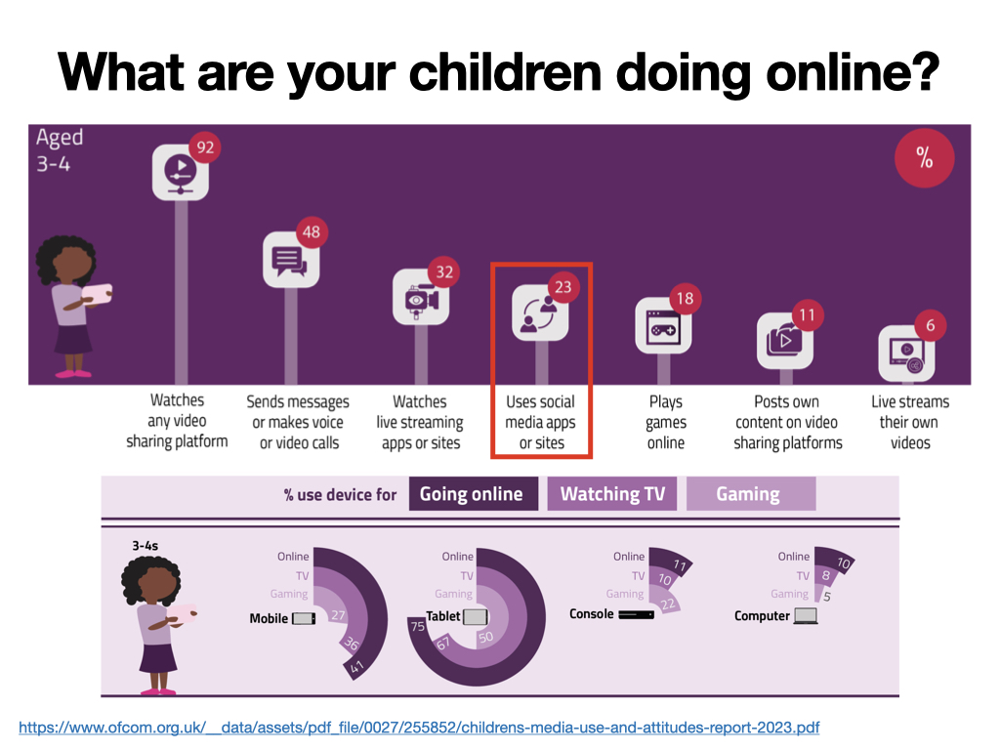 What are your children doing online?
Aged
3-4
%
92
48
32
23
18
11
6
Watches
any video
sharing platform
Sends messages
or makes voice
or video calls
Watches
live streaming
apps or sites
Uses social
media apps
or sites
Plays
games
online
Posts own
content on video
sharing platforms
Live streams
their own
videos
% use device for
Going online
Watching TV
Gaming
3-4s
Online
TV
Gaming
Mobile
27
36
41
Online
TV
Gaming
Tablet
75
67
50
Online
TV
Gaming
Console
11
10
22
Online
TV
Gaming
Computer
10
8
5
https://www.ofcom.org.uk/__data/assets/pdf_file/0027/255852/childrens-media-use-and-attitudes-report-2023.pdf